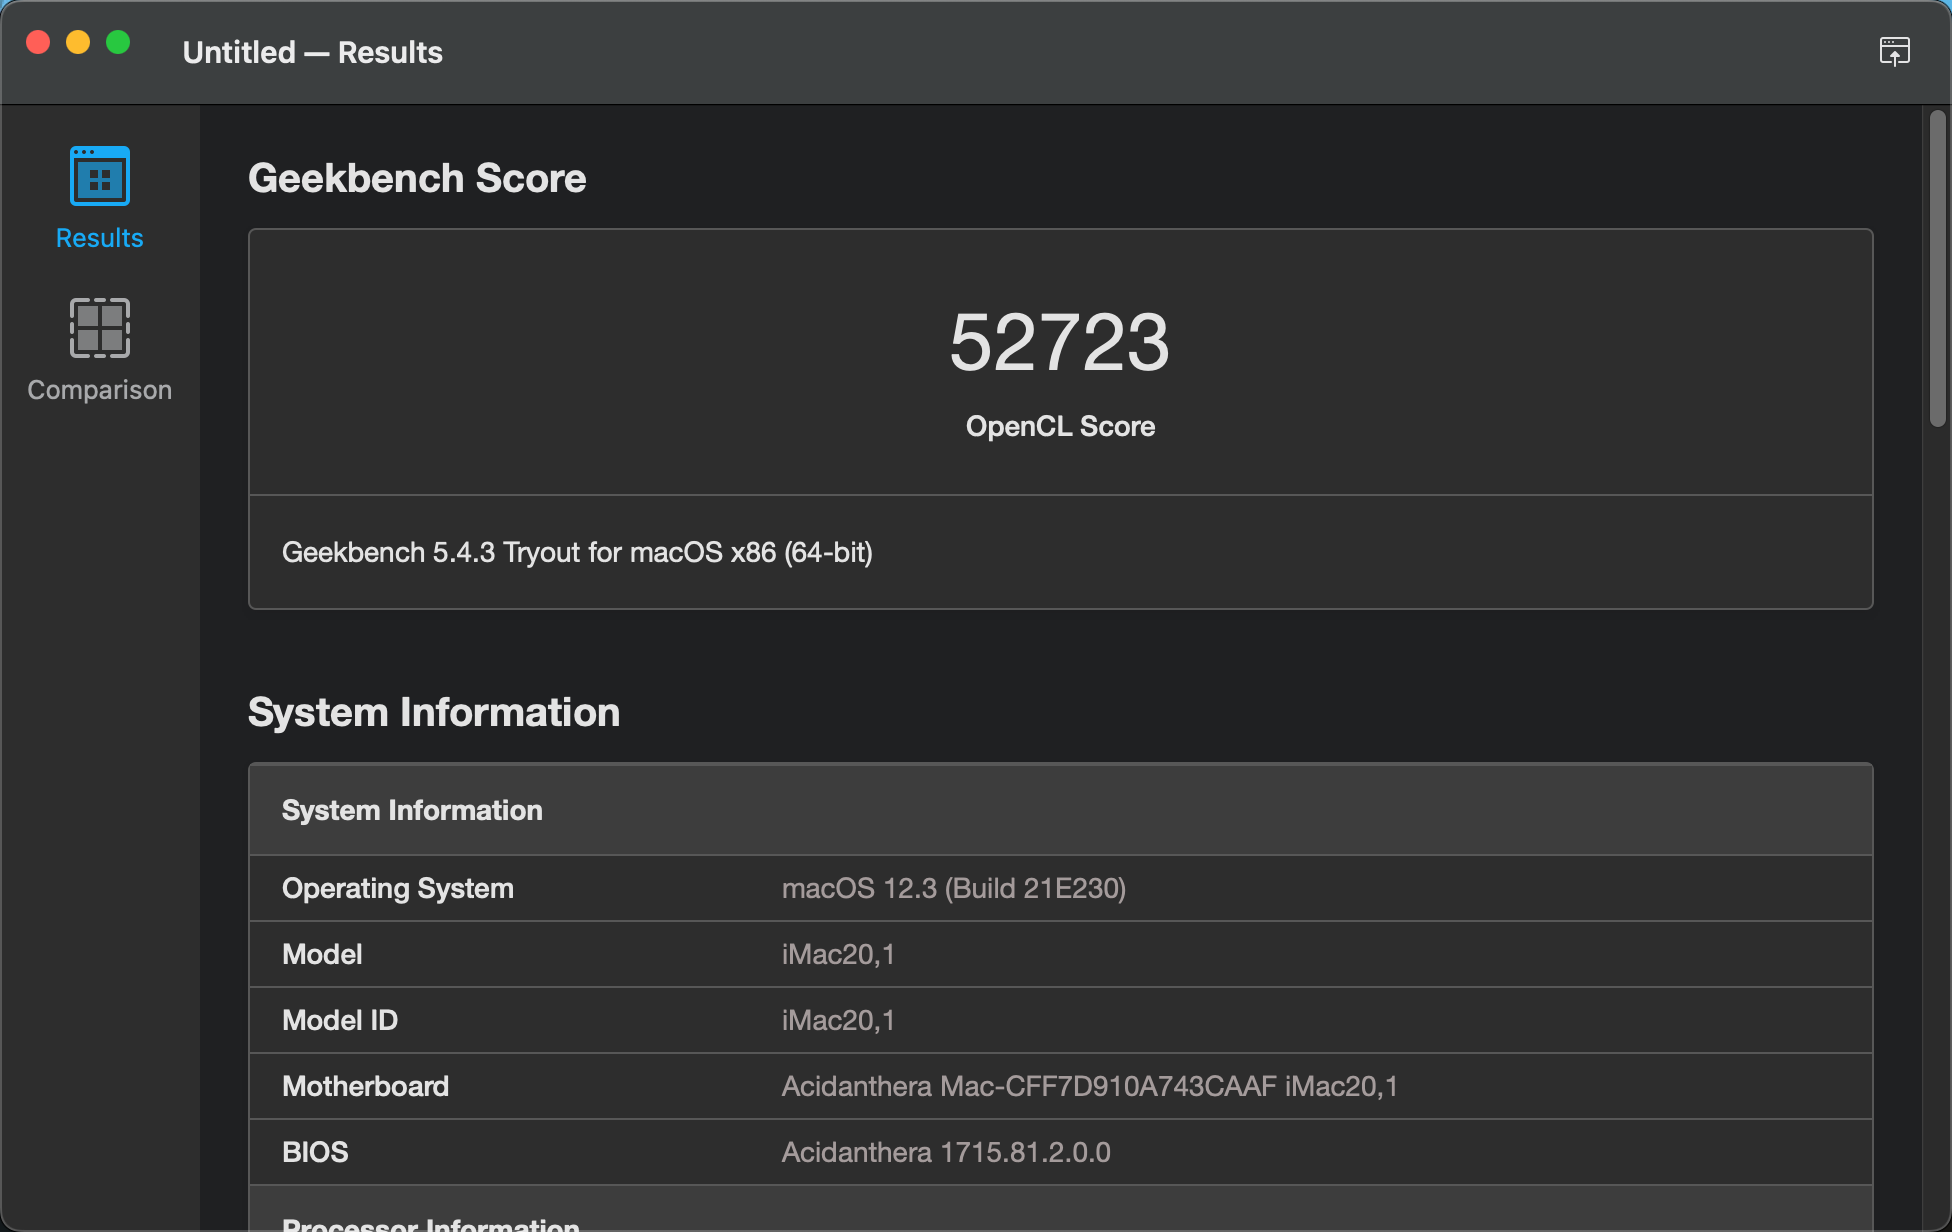 Untitled — Results
Results
Comparison
Geekbench Score
52723
OpenCL Score
Geekbench 5.4.3 Tryout for macOS x86 (64-bit)
System Information
System Information
Operating System macOS 12.3 (Build 21E230)
Model iMac20,1
Model ID iMac20,1
Motherboard Acidanthera Mac-CFF7D910A743CAAF iMac20,1
BIOS Acidanthera 1715.81.2.0.0
Processor Information